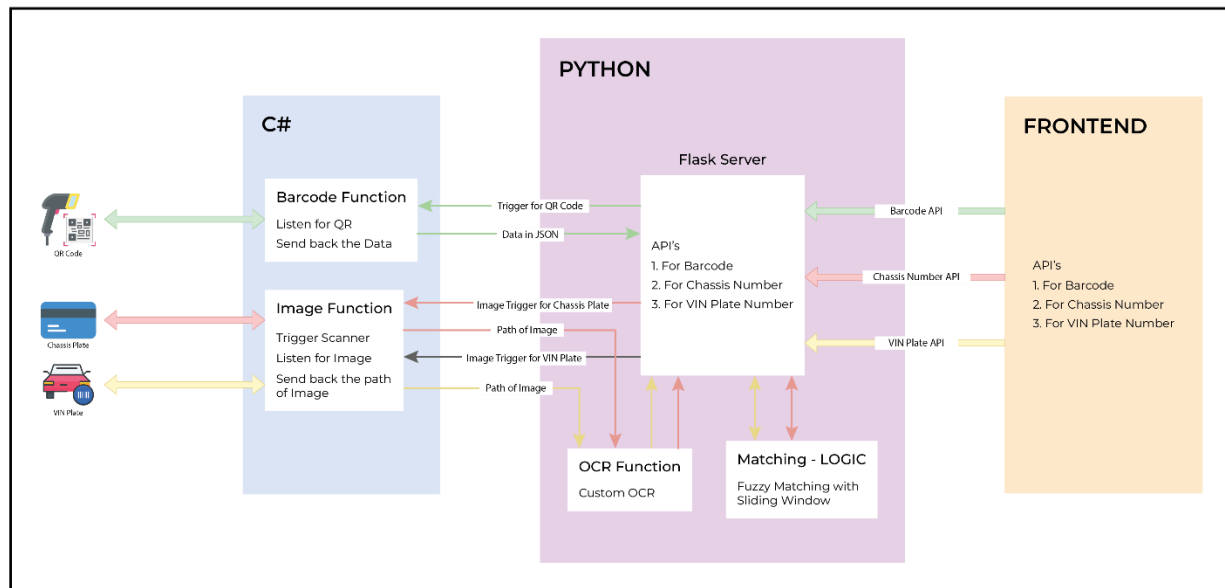 PYTHON
C#
FRONTEND
Flask Server
Barcode Function
Listen for QR
Send back the Data
QR Code
Trigger for QR Code
Data in JSON
Barcode API
API's
1. For Barcode
2. For Chassis Number
3. For VIN Plate Number
Chassis Number API
API's
1. For Barcode
2. For Chassis Number
3. For VIN Plate Number
Image Function
Trigger Scanner
Listen for Image
Send back the path
of Image
Chassis Plate
VIN Plate
Image Trigger for Chassis Plate
Path of Image
Image Trigger for VIN Plate
Path of Image
VIN Plate API
OCR Function
Custom OCR
Matching - LOGIC
Fuzzy Matching with
Sliding Window